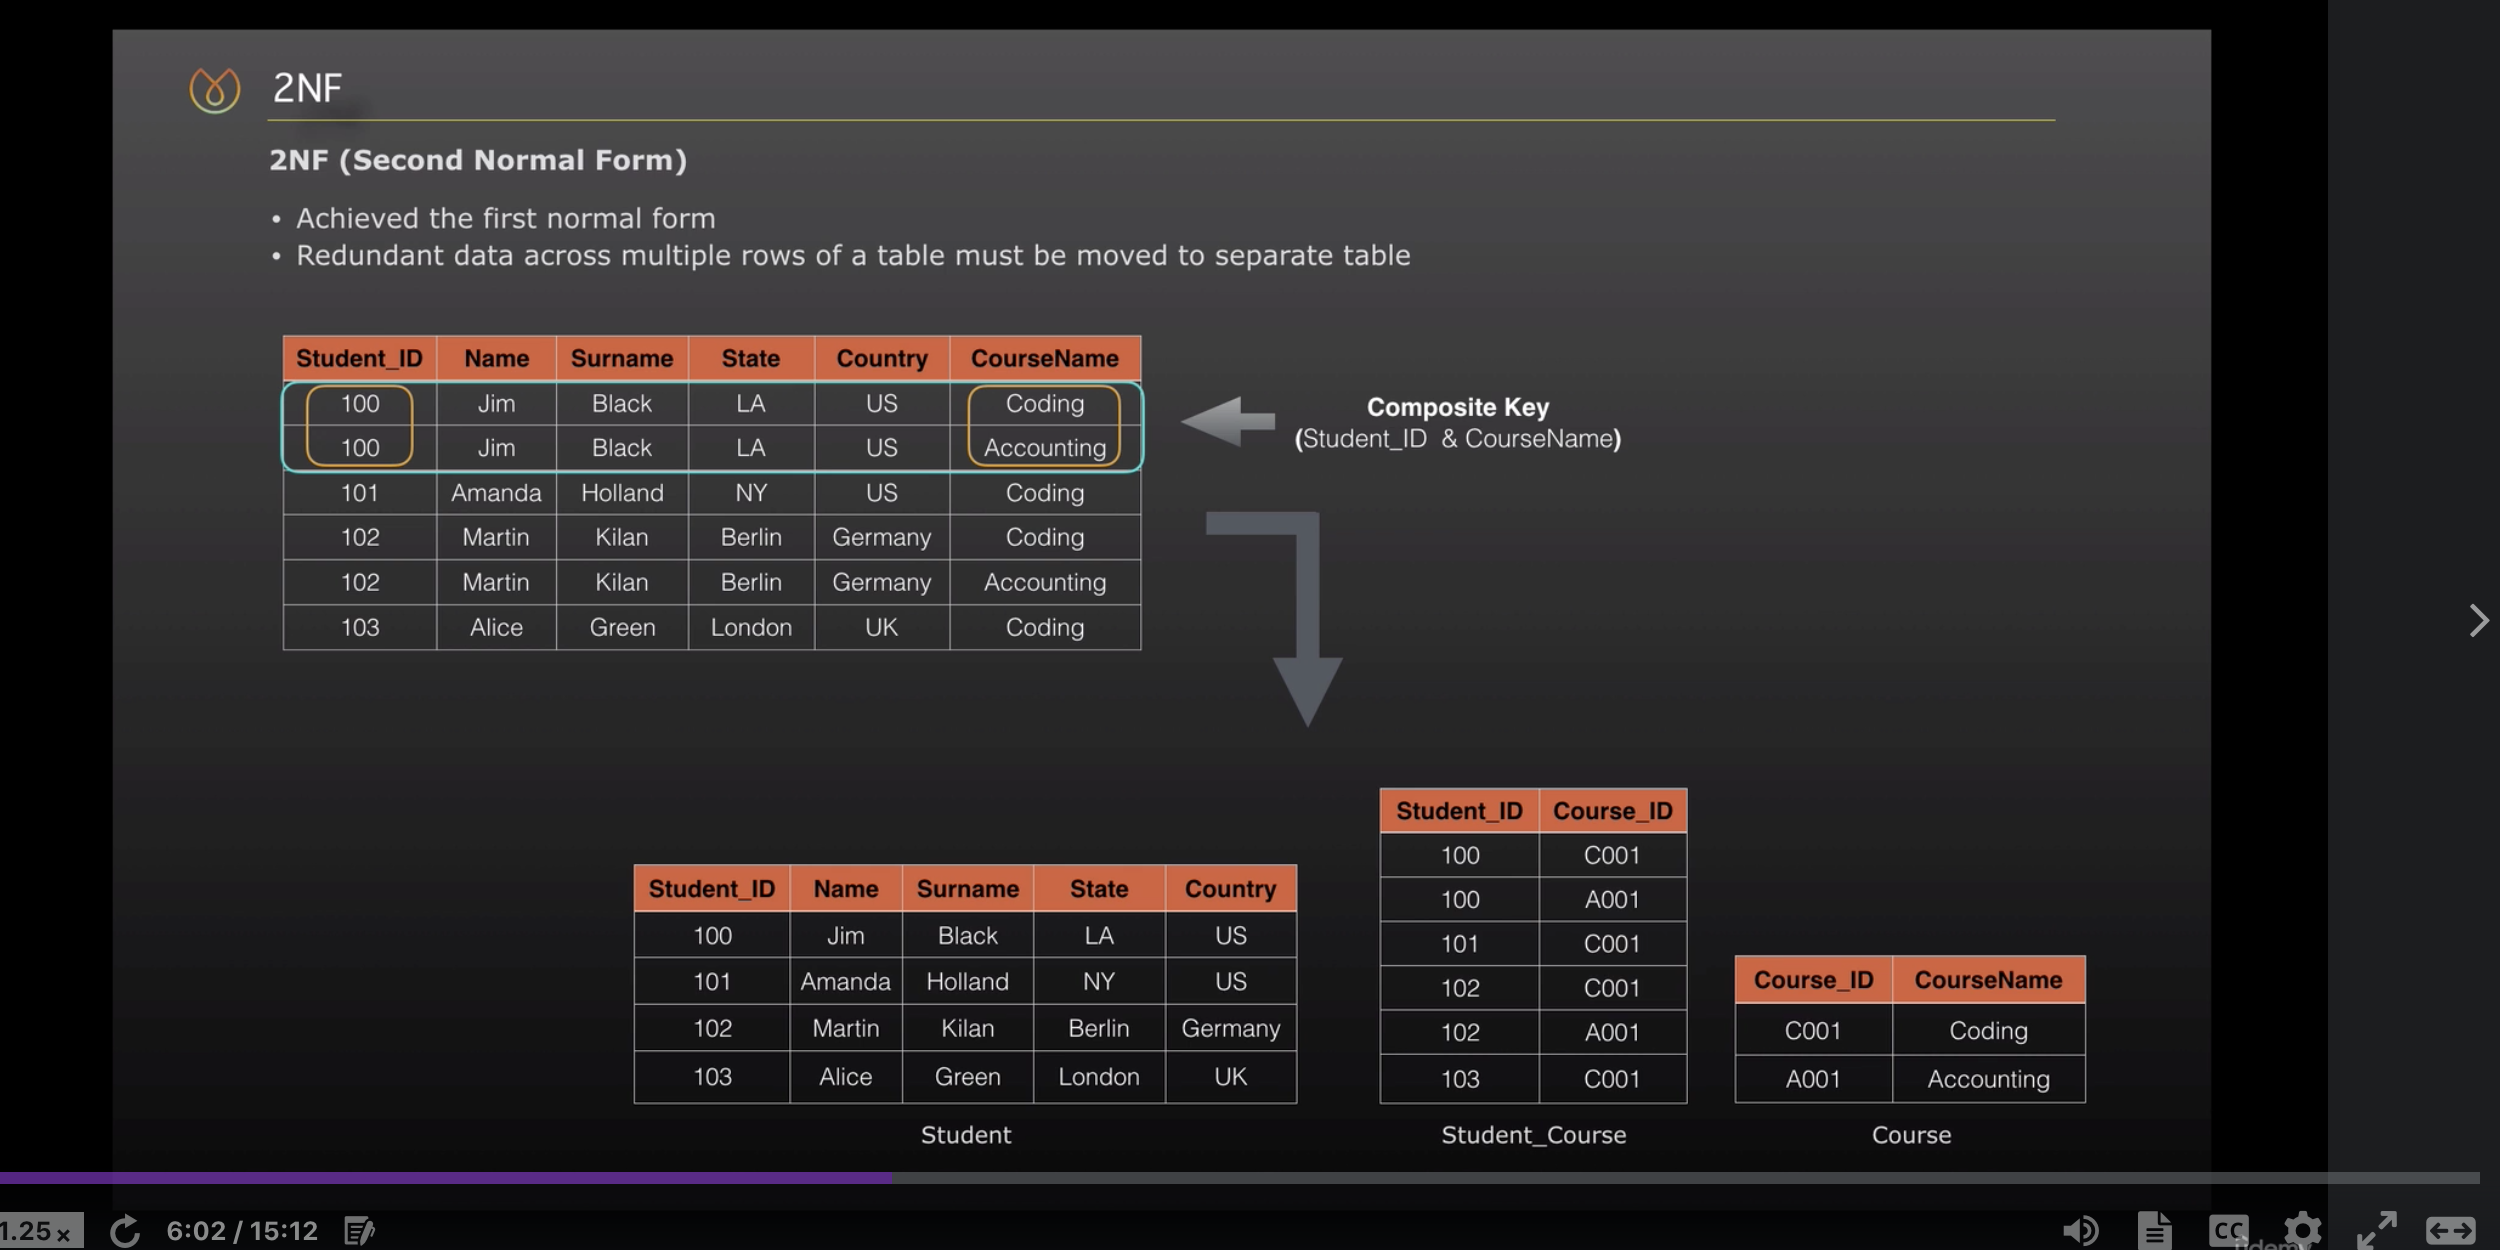 2NF
2NF (Second Normal Form)
• Achieved the first normal form
• Redundant data across multiple rows of a table must be moved to separate table
Student_ID Name Surname State Country CourseName
100 Jim Black LA US Coding
100 Jim Black LA US Accounting
101 Amanda Holland NY US Coding
102 Martin Kilan Berlin Germany Coding
102 Martin Kilan Berlin Germany Accounting
103 Alice Green London UK Coding
Composite Key
(Student_ID & CourseName)
Student_ID Name Surname State Country
100 Jim Black LA US
101 Amanda Holland NY US
102 Martin Kilan Berlin Germany
103 Alice Green London UK
Student
Student_ID Course_ID
100 C001
100 A001
101 C001
102 C001
102 A001
103 C001
Student_Course
Course_ID CourseName
C001 Coding
A001 Accounting
Course
1.25x
6:02 / 15:12
CC